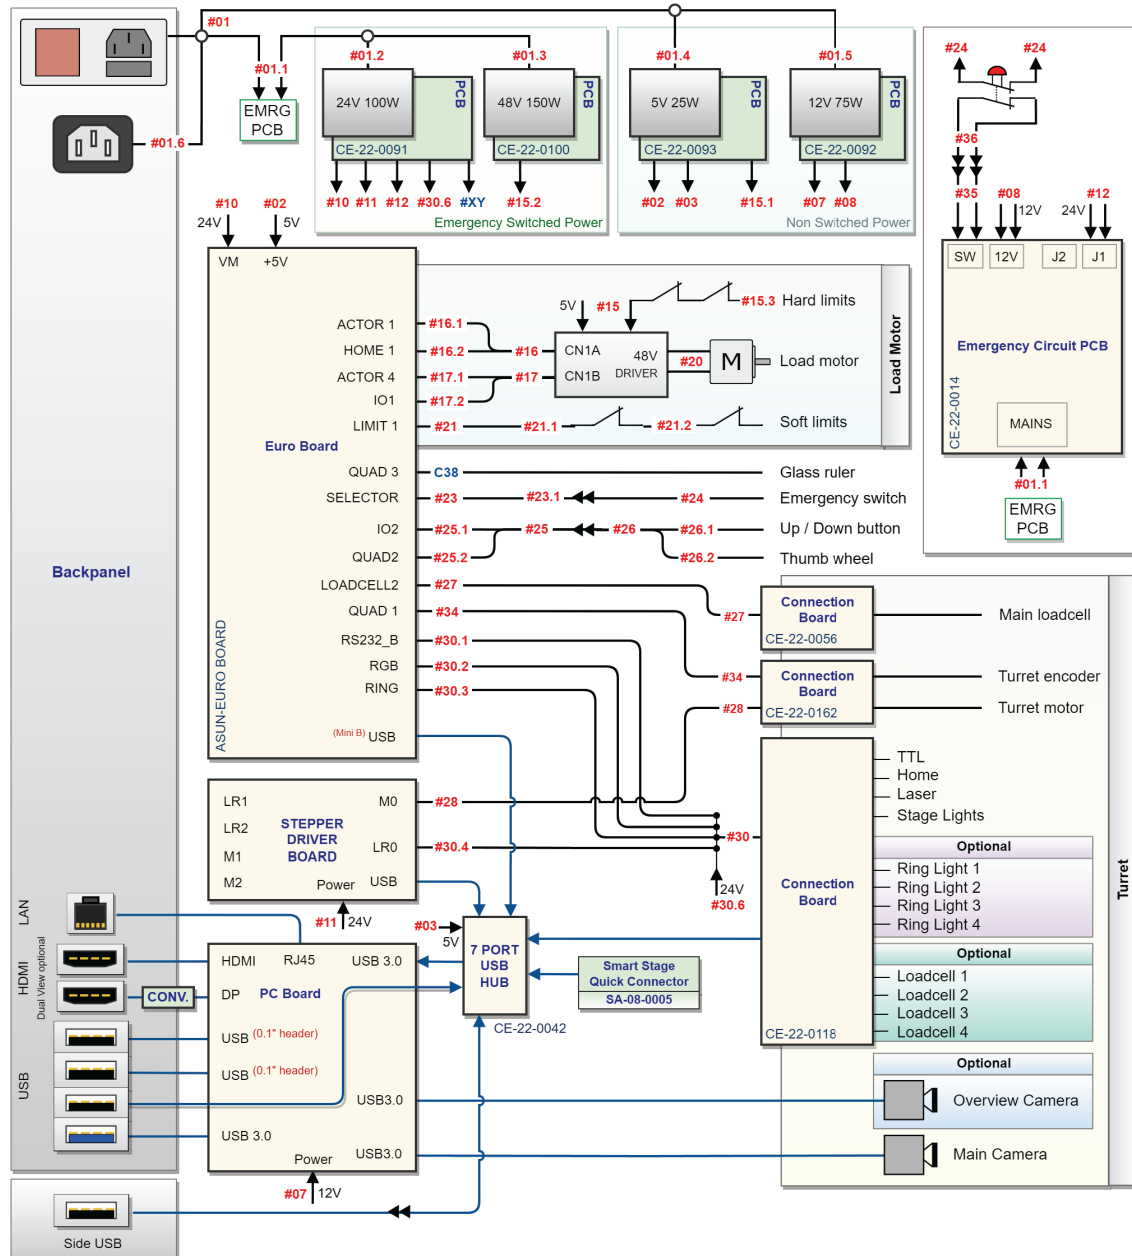 #01
#01.1
EMRG
PCB
#01.6
#01.2
#01.3
24V 100W
PCB
48V 150W
PCB
CE-22-0091
CE-22-0100
#10
#11
#12
#30.6
#XY
#15.2
Emergency Switched Power
#01.4
#01.5
5V 25W
PCB
12V 75W
PCB
CE-22-0093
CE-22-0092
#02
#03
#15.1
#07
#08
Non Switched Power
#24
#24
#36
#35
#08
12V
#12
24V
SW
12V
J2
J1
Emergency Circuit PCB
CE-22-0014
MAINS
#01.1
EMRG
PCB
#10
24V
#02
5V
VM
+5V
ACTOR 1
HOME 1
ACTOR 4
IO1
LIMIT 1
Euro Board
QUAD 3
SELECTOR
IO2
QUAD2
LOADCELL2
QUAD 1
RS232_B
RGB
RING
(Mini B) USB
ASUN-EURO BOARD
#16.1
#16.2
#16
#17.1
#17
#17.2
#21
#21.1
#21.2
Soft limits
5V
#15
#15.3
Hard limits
CN1A
CN1B
48V
DRIVER
#20
M
Load motor
Load Motor
C38
Glass ruler
#23
#23.1
#24
Emergency switch
#25.1
#25
#26
#26.1
Up / Down button
#25.2
#26.2
Thumb wheel
#27
#34
#30.1
#30.2
#30.3
#27
Connection
Board
CE-22-0056
Main loadcell
#34
#28
Connection
Board
CE-22-0162
Turret encoder
Turret motor
TTL
Home
Laser
Stage Lights
#30
Connection
Board
CE-22-0118
24V
#30.6
Optional
Ring Light 1
Ring Light 2
Ring Light 3
Ring Light 4
Optional
Loadcell 1
Loadcell 2
Loadcell 3
Loadcell 4
Optional
Overview Camera
Main Camera
Turret
LR1
LR2
M1
M2
STEPPER
DRIVER
BOARD
M0
LR0
USB
Power
#28
#30.4
#11
24V
#03
5V
7 PORT
USB
HUB
CE-22-0042
Smart Stage
Quick Connector
SA-08-0005
Backpanel
LAN
HDMI
Dual View optional
CONV.
USB
HDMI
RJ45
USB 3.0
DP
PC Board
USB (0.1" header)
USB (0.1" header)
USB3.0
USB 3.0
USB3.0
Power
#07
12V
Side USB